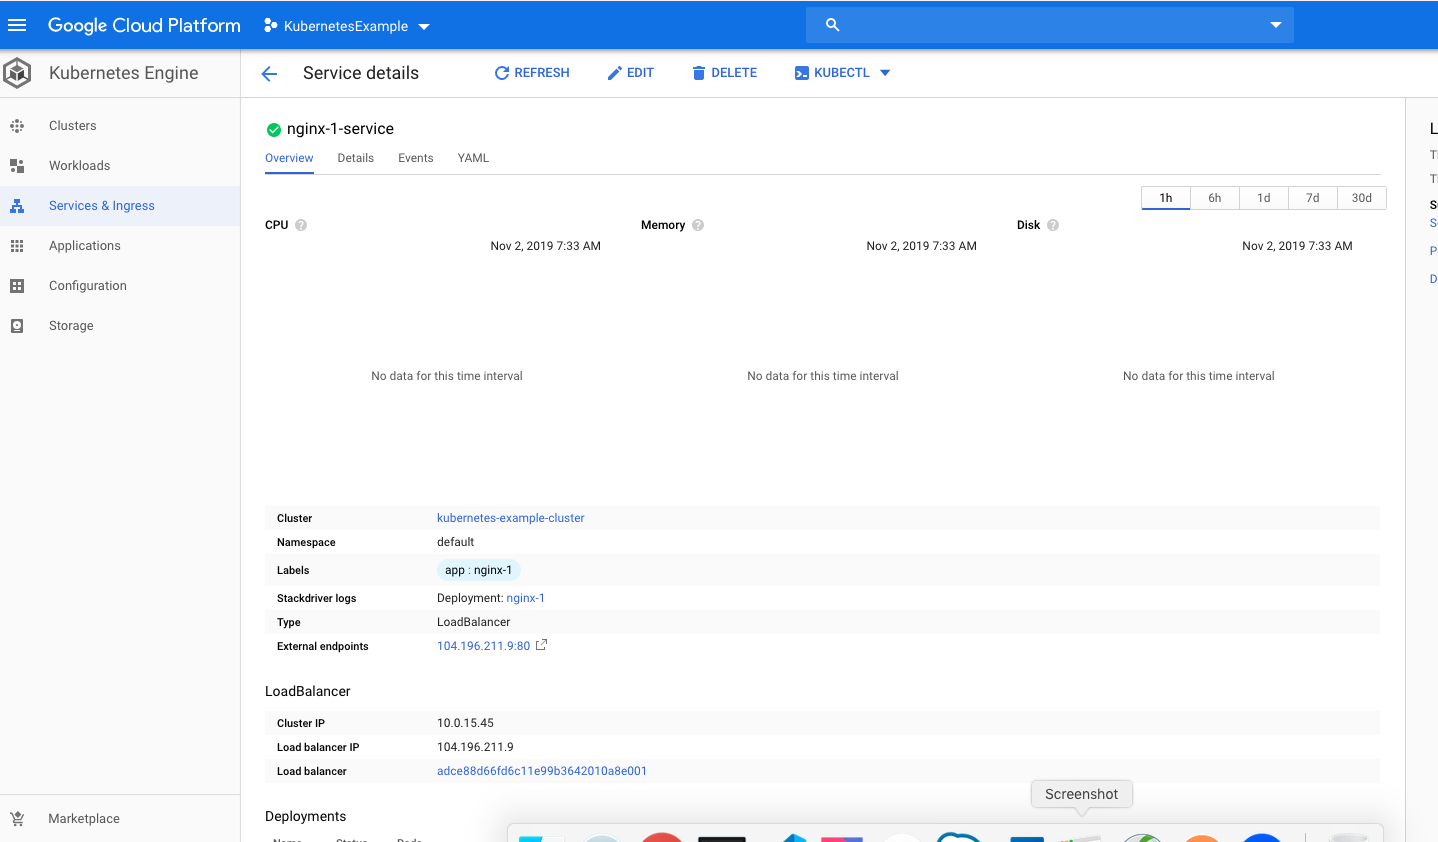 Google Cloud Platform KubernetesExample
Kubernetes Engine
Service details REFRESH EDIT DELETE KUBECTL
Clusters
Workloads
Services & Ingress
Applications
Configuration
Storage
Marketplace
nginx-1-service
Overview Details Events YAML
1h 6h 1d 7d 30d
CPU Memory Disk
Nov 2, 2019 7:33 AM Nov 2, 2019 7:33 AM Nov 2, 2019 7:33 AM
No data for this time interval No data for this time interval No data for this time interval
Cluster kubernetes-example-cluster
Namespace default
Labels app : nginx-1
Stackdriver logs Deployment: nginx-1
Type LoadBalancer
External endpoints 104.196.211.9:80
LoadBalancer
Cluster IP 10.0.15.45
Load balancer IP 104.196.211.9
Load balancer adce88d66fd6c11e99b3642010a8e001
Deployments
Screenshot